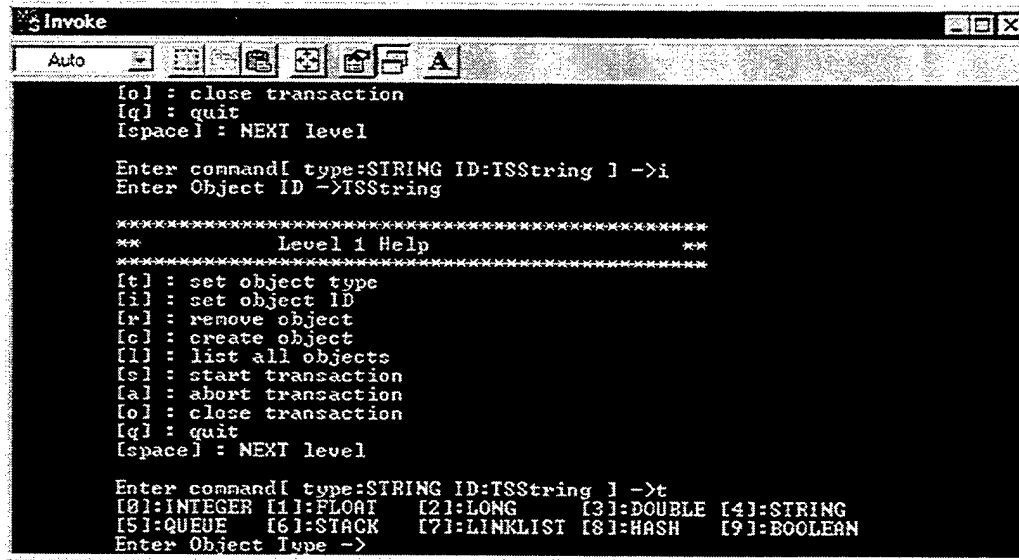 Invoke
Auto
A
[o] : close transaction
[q] : quit
[space] : NEXT level
Enter command[ type:STRING ID:TSString ] ->i
Enter Object ID ->TSString
**************************************************
** Level 1 Help **
**************************************************
[t] : set object type
[i] : set object ID
[r] : remove object
[c] : create object
[l] : list all objects
[s] : start transaction
[a] : abort transaction
[o] : close transaction
[q] : quit
[space] : NEXT level
Enter command[ type:STRING ID:TSString ] ->t
[0]:INTEGER [1]:FLOAT [2]:LONG [3]:DOUBLE [4]:STRING
[5]:QUEUE [6]:STACK [7]:LINKLIST [8]:HASH [9]:BOOLEAN
Enter Object Type ->